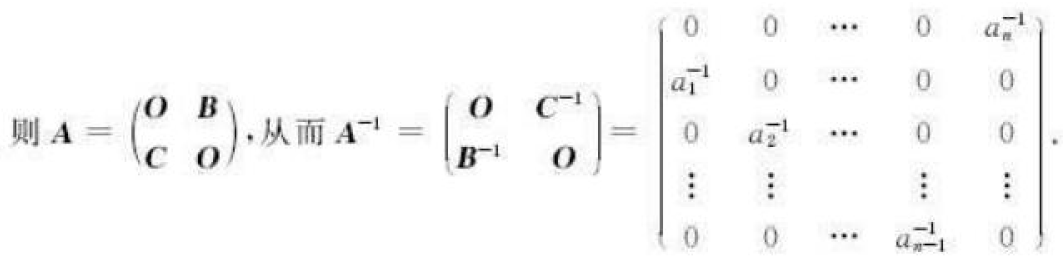 则 A = \begin{pmatrix} O & B \\ C & O \end{pmatrix}, 从而 A^{-1} = \begin{pmatrix} O & C^{-1} \\ B^{-1} & O \end{pmatrix} = \begin{pmatrix} 0 & 0 & \cdots & 0 & a_n^{-1} \\ a_1^{-1} & 0 & \cdots & 0 & 0 \\ 0 & a_2^{-1} & \cdots & 0 & 0 \\ \vdots & \vdots & & \vdots & \vdots \\ 0 & 0 & \cdots & a_{n-1}^{-1} & 0 \end{pmatrix}.